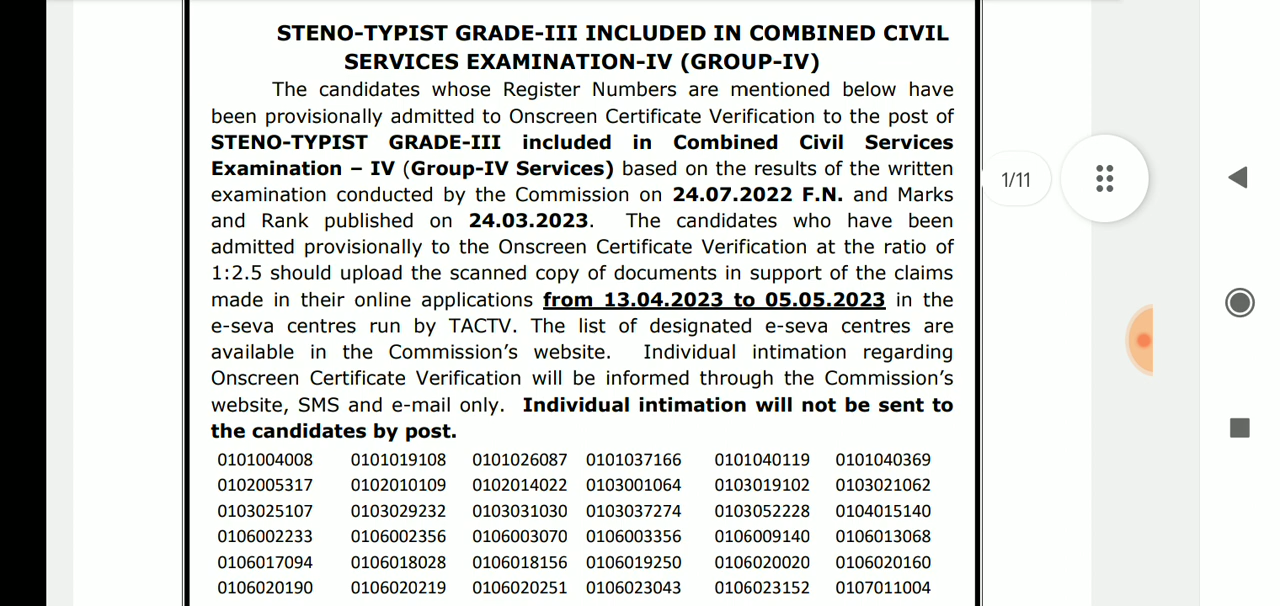 STENO-TYPIST GRADE-III INCLUDED IN COMBINED CIVIL
SERVICES EXAMINATION-IV (GROUP-IV)
The candidates whose Register Numbers are mentioned below have
been provisionally admitted to Onscreen Certificate Verification to the post of
STENO-TYPIST GRADE-III included in Combined Civil Services
Examination – IV (Group-IV Services) based on the results of the written
examination conducted by the Commission on 24.07.2022 F.N. and Marks
and Rank published on 24.03.2023. The candidates who have been
admitted provisionally to the Onscreen Certificate Verification at the ratio of
1:2.5 should upload the scanned copy of documents in support of the claims
made in their online applications from 13.04.2023 to 05.05.2023 in the
e-seva centres run by TACTV. The list of designated e-seva centres are
available in the Commission’s website. Individual intimation regarding
Onscreen Certificate Verification will be informed through the Commission’s
website, SMS and e-mail only. Individual intimation will not be sent to
the candidates by post.
0101004008 0101019108 0101026087 0101037166 0101040119 0101040369
0102005317 0102010109 0102014022 0103001064 0103019102 0103021062
0103025107 0103029232 0103031030 0103037274 0103052228 0104015140
0106002233 0106002356 0106003070 0106003356 0106009140 0106013068
0106017094 0106018028 0106018156 0106019250 0106020020 0106020160
0106020190 0106020219 0106020251 0106023043 0106023152 0107011004
1/11